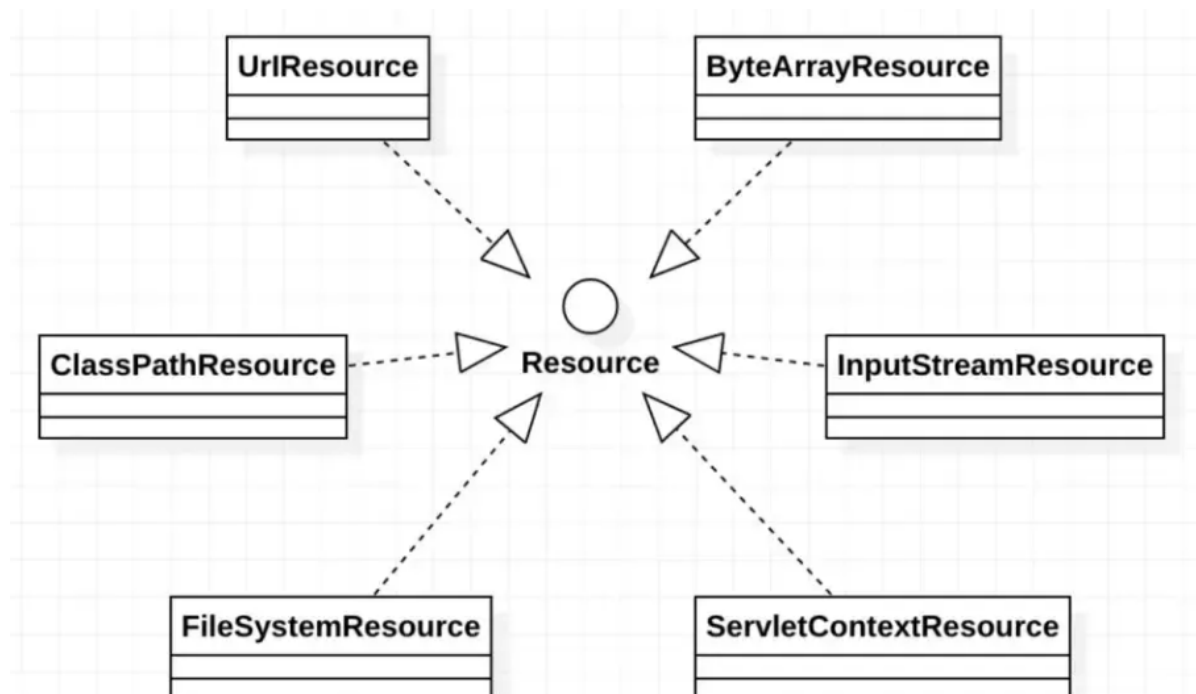 UrlResource
ByteArrayResource
ClassPathResource
Resource
InputStreamResource
FileSystemResource
ServletContextResource